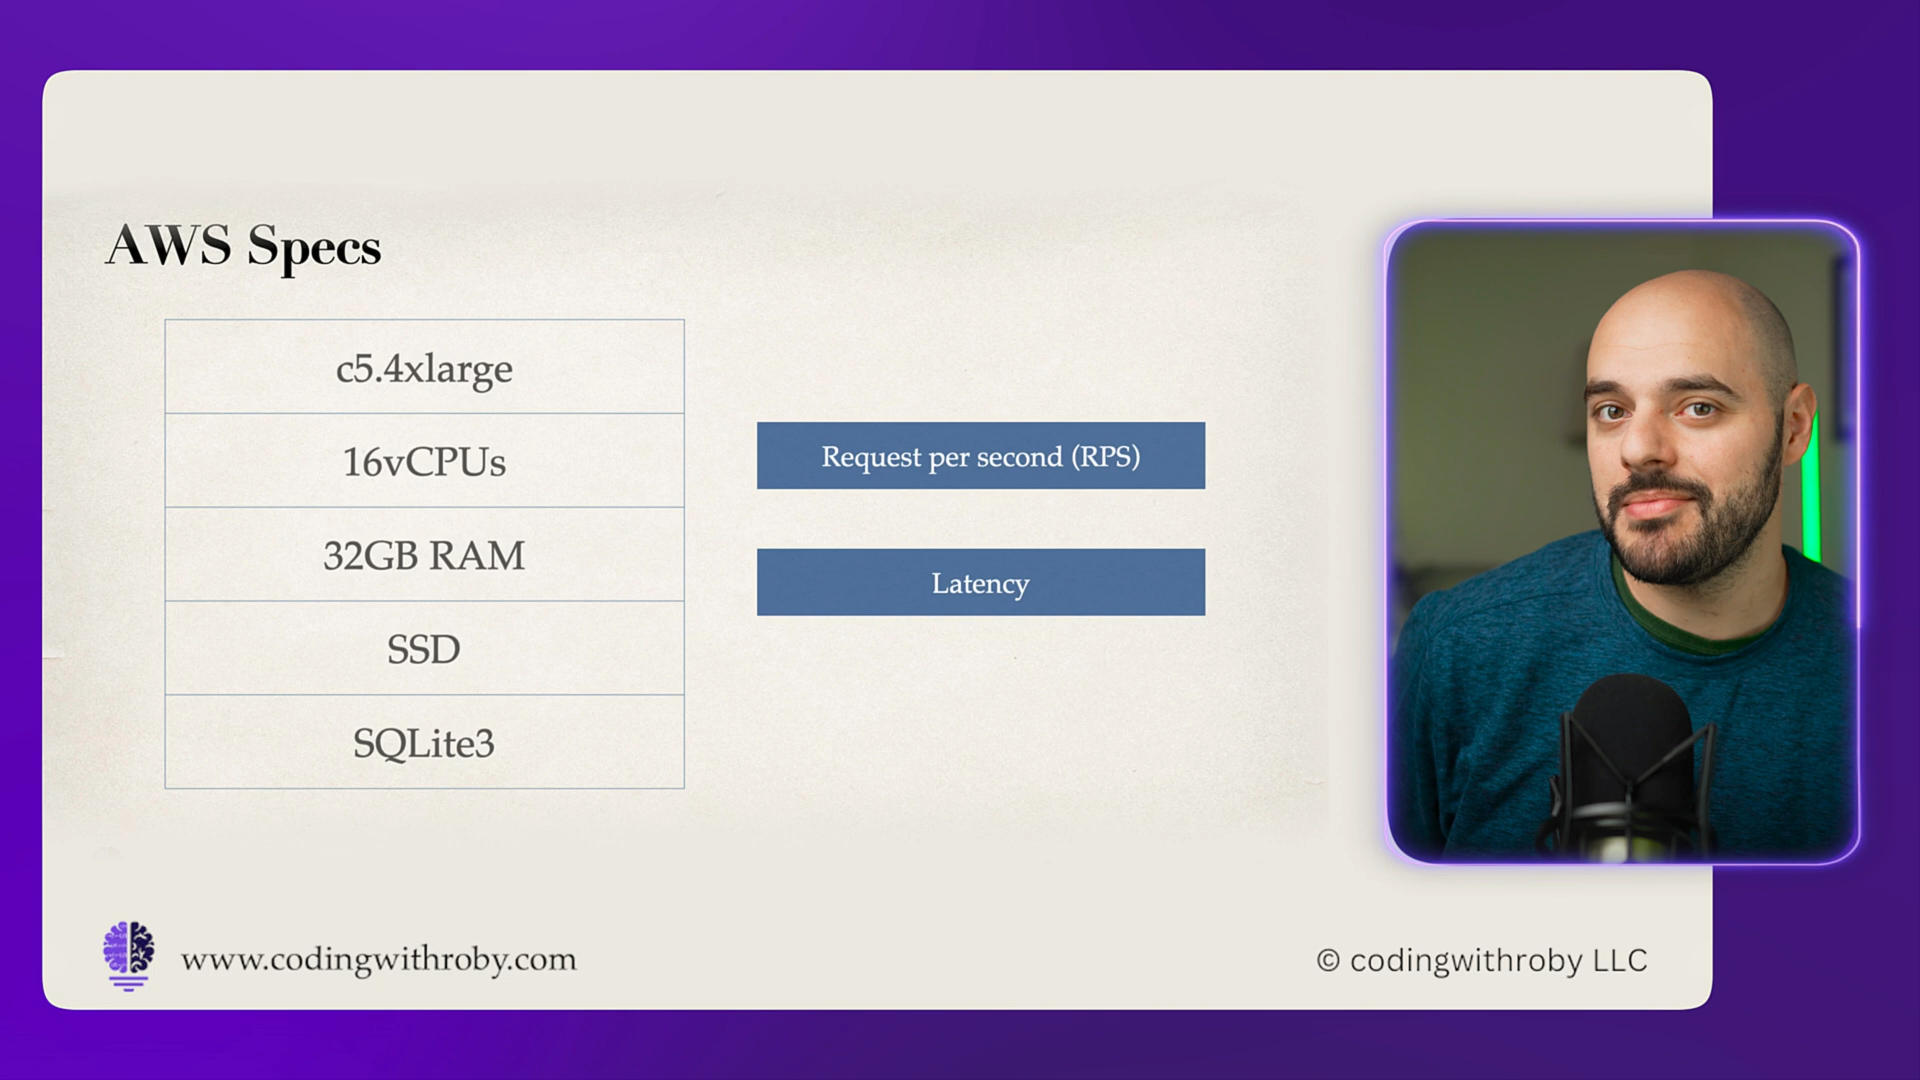 AWS Specs
c5.4xlarge
16vCPUs
32GB RAM
SSD
SQLite3
Request per second (RPS)
Latency
www.codingwithroby.com
© codingwithroby LLC